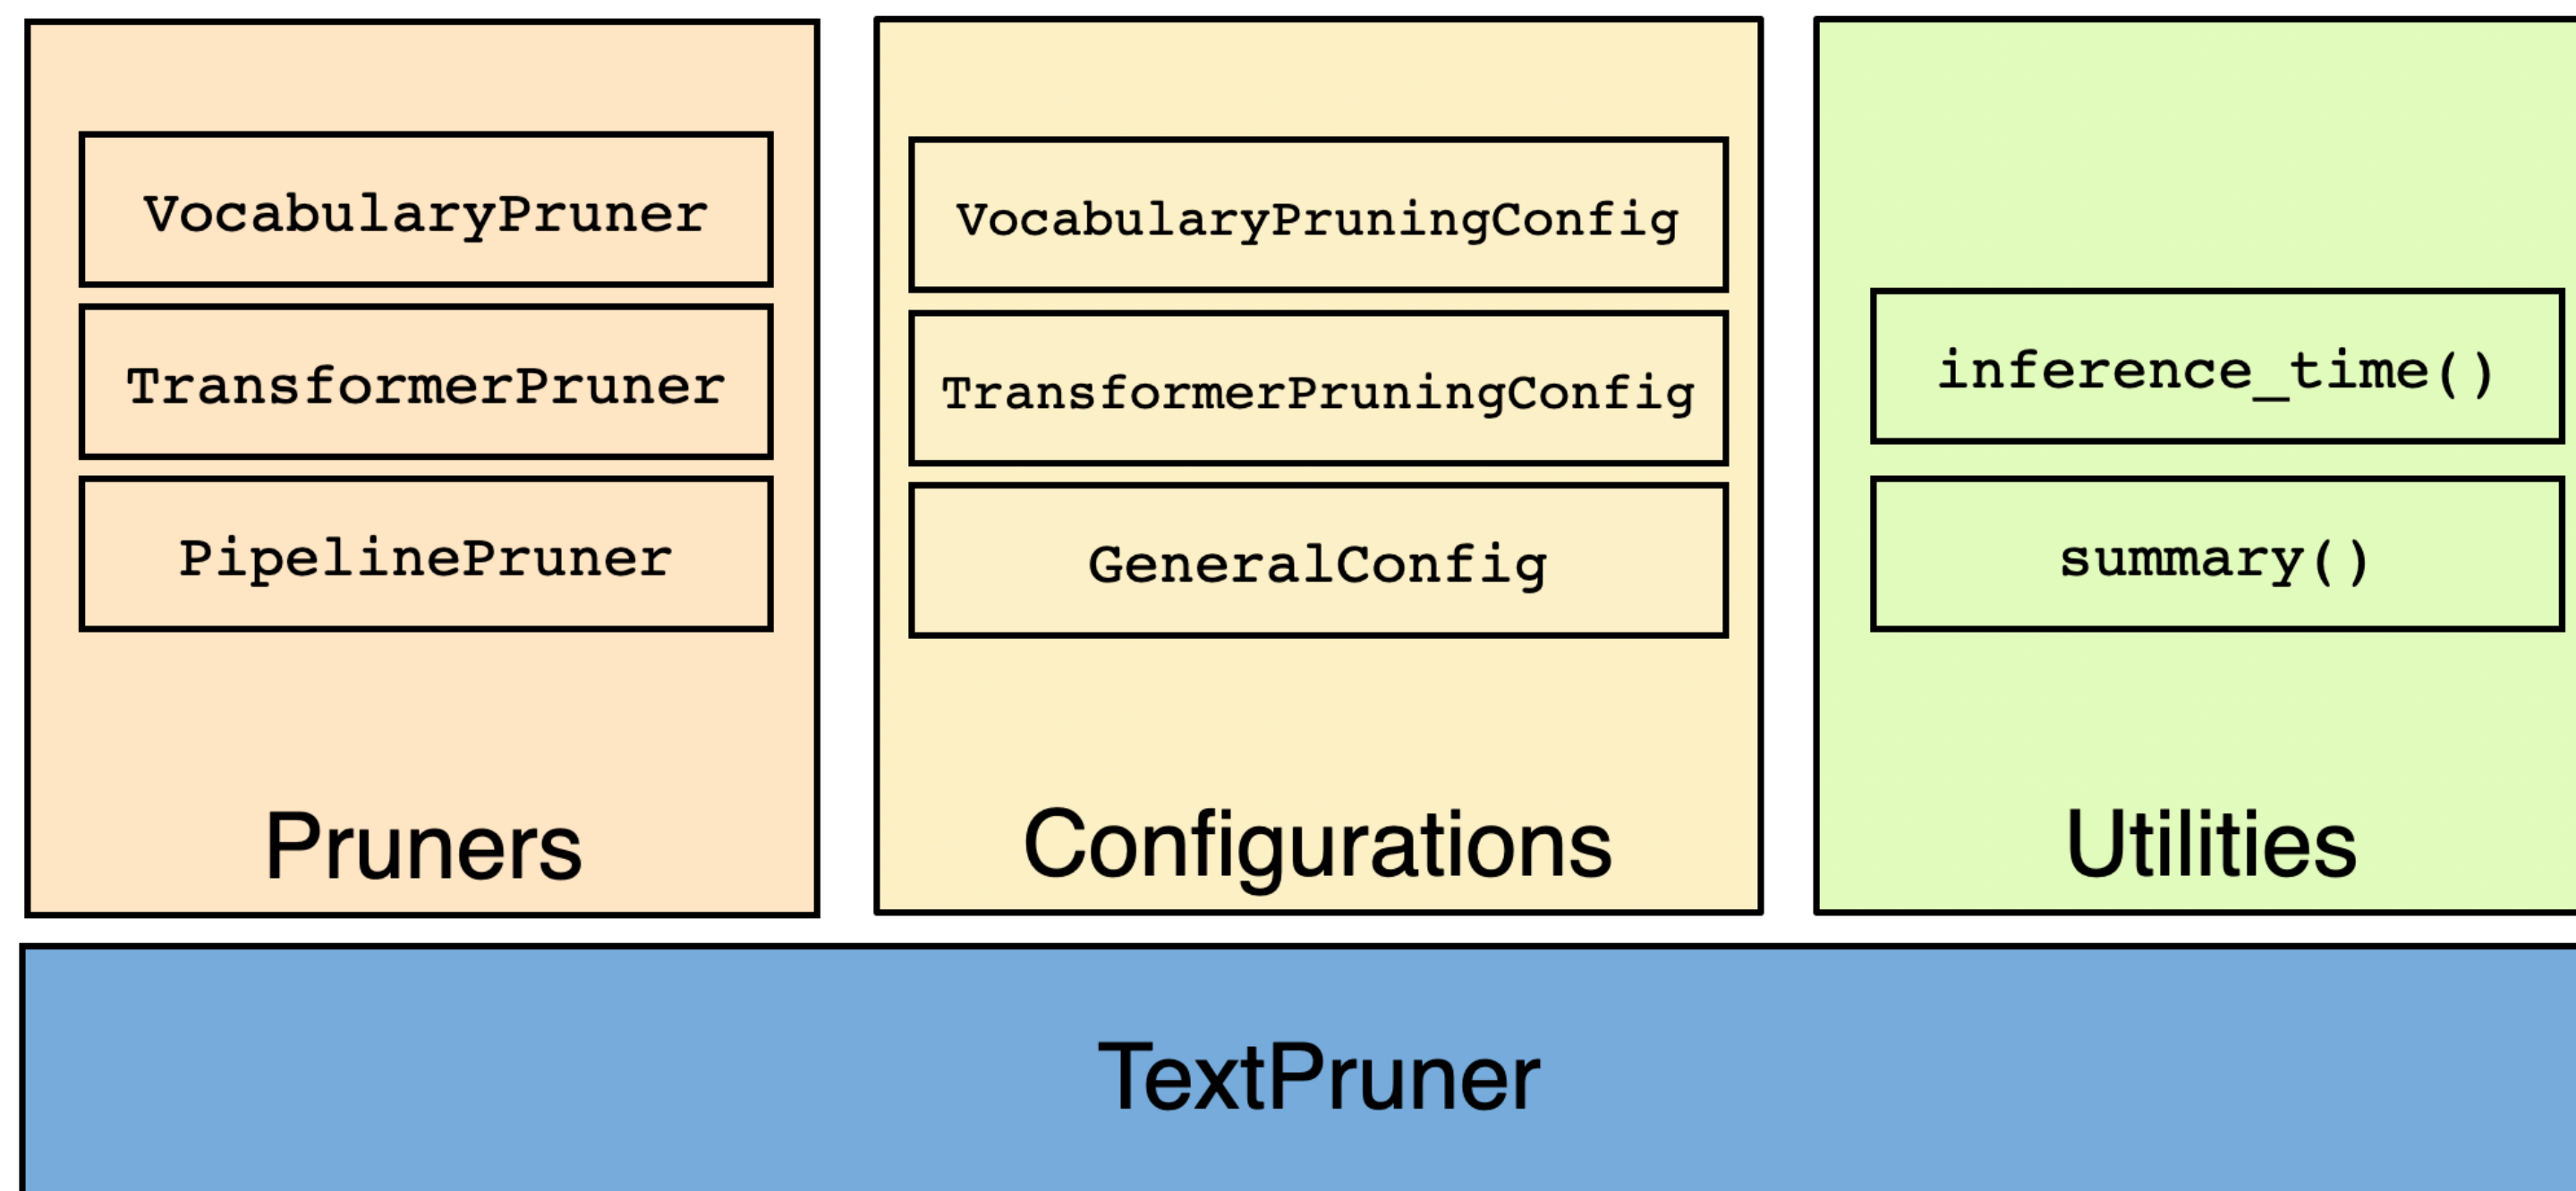 VocabularyPruner
TransformerPruner
PipelinePruner
Pruners
VocabularyPruningConfig
TransformerPruningConfig
GeneralConfig
Configurations
inference_time()
summary()
Utilities
TextPruner